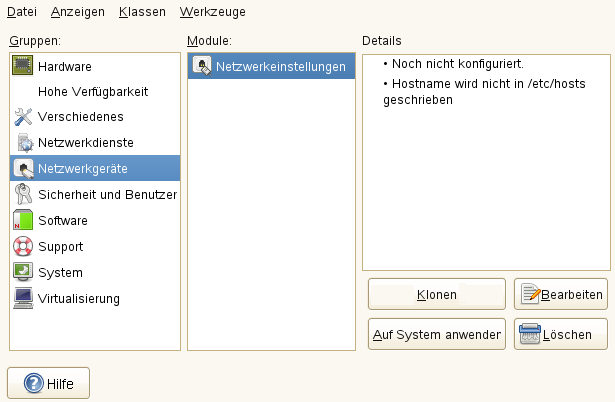 Datei Anzeigen Klassen Werkzeuge
Gruppen:
Hardware
Hohe Verfügbarkeit
Verschiedenes
Netzwerkdienste
Netzwerkgeräte
Sicherheit und Benutzer
Software
Support
System
Virtualisierung
Module:
Netzwerkeinstellungen
Details
• Noch nicht konfiguriert.
• Hostname wird nicht in /etc/hosts
geschrieben
Klonen Bearbeiten
Auf System anwenden Löschen
Hilfe